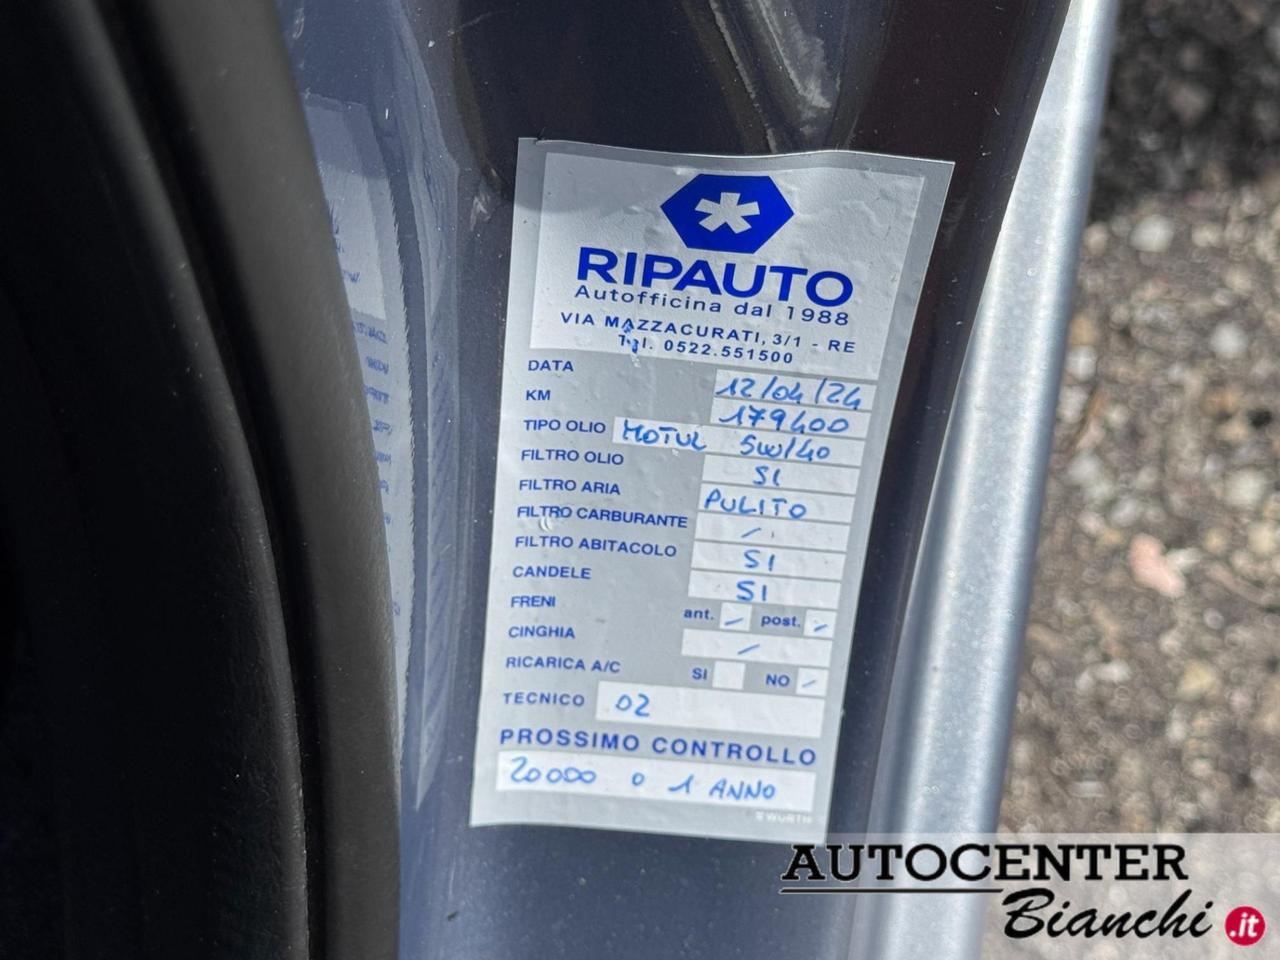 RIPAUTO
Autofficina dal 1988
VIA MAZZACURATI, 3/1 - RE
Tel. 0522.551500
DATA 12/04/24
KM 179400
TIPO OLIO MOTUL 5W/40
FILTRO OLIO SI
FILTRO ARIA PULITO
FILTRO CARBURANTE -
FILTRO ABITACOLO SI
CANDELE SI
FRENI ant. - post. -
CINGHIA -
RICARICA A/C SI NO -
TECNICO 02
PROSSIMO CONTROLLO
20000 o 1 ANNO
WÜRTH
AUTOCENTER
Bianchi.it